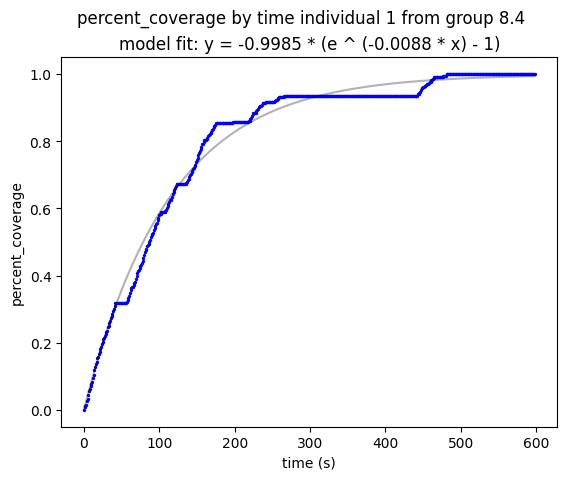 percent_coverage by time individual 1 from group 8.4
model fit: y = -0.9985 * (e ^ (-0.0088 * x) - 1)
1.0
0.8
0.6
0.4
0.2
0.0
percent_coverage
0 100 200 300 400 500 600
time (s)